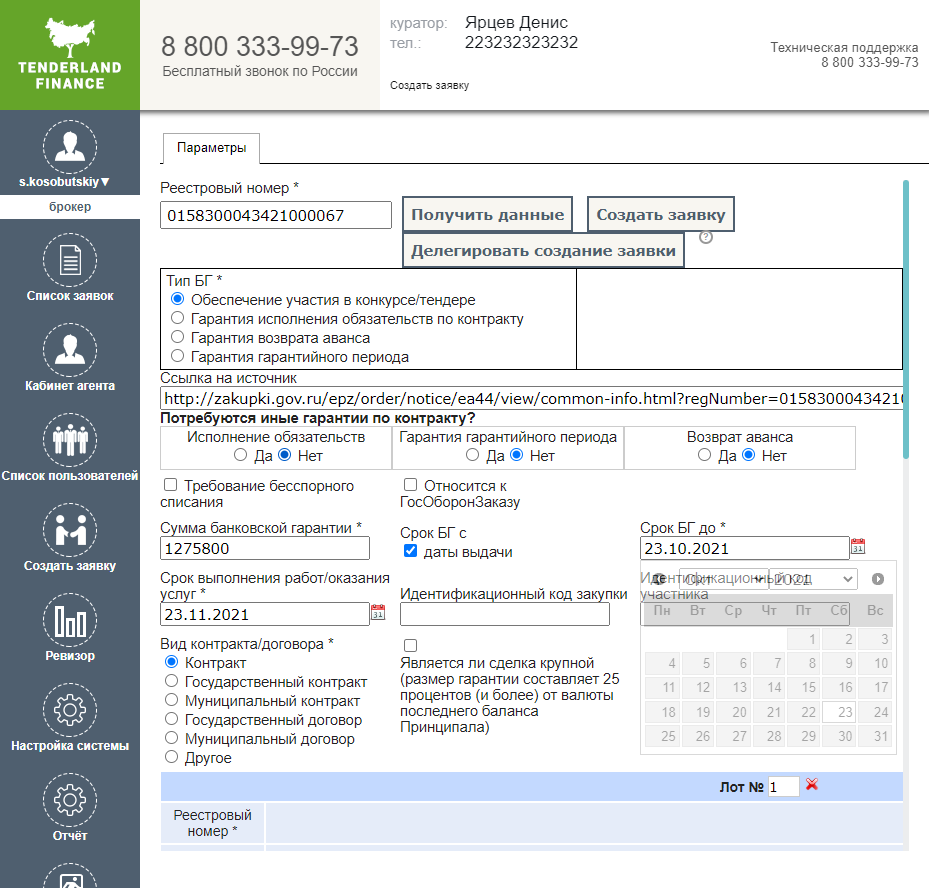 TENDERLAND
FINANCE
8 800 333-99-73
Бесплатный звонок по России
куратор: Ярцев Денис
тел.: 223232323232
Создать заявку
Техническая поддержка
8 800 333-99-73
s.kosobutskiy▼
брокер
Список заявок
Кабинет агента
Список пользователей
Создать заявку
Ревизор
Настройка системы
Отчёт
Параметры
Реестровый номер *
0158300043421000067
Получить данные
Создать заявку
Делегировать создание заявки
?
Тип БГ *
Обеспечение участия в конкурсе/тендере
Гарантия исполнения обязательств по контракту
Гарантия возврата аванса
Гарантия гарантийного периода
Ссылка на источник
http://zakupki.gov.ru/epz/order/notice/ea44/view/common-info.html?regNumber=01583000434210
Потребуются иные гарантии по контракту?
Исполнение обязательств Гарантия гарантийного периода Возврат аванса
Да Нет Да Нет Да Нет
Требование бесспорного
списания
Относится к
ГосОборонЗаказу
Сумма банковской гарантии *
1275800
Срок БГ с
даты выдачи
Срок БГ до *
23.10.2021
31
Срок выполнения работ/оказания
услуг *
23.11.2021
31
Идентификационный код закупки
Идентификационный код
участника
Окт 2021
Пн Вт Ср Чт Пт Сб Вс
1 2 3
4 5 6 7 8 9 10
11 12 13 14 15 16 17
18 19 20 21 22 23 24
25 26 27 28 29 30 31
Вид контракта/договора *
Контракт
Государственный контракт
Муниципальный контракт
Государственный договор
Муниципальный договор
Другое
Является ли сделка крупной
(размер гарантии составляет 25
процентов (и более) от валюты
последнего баланса
Принципала)
Лот № 1
Реестровый
номер *